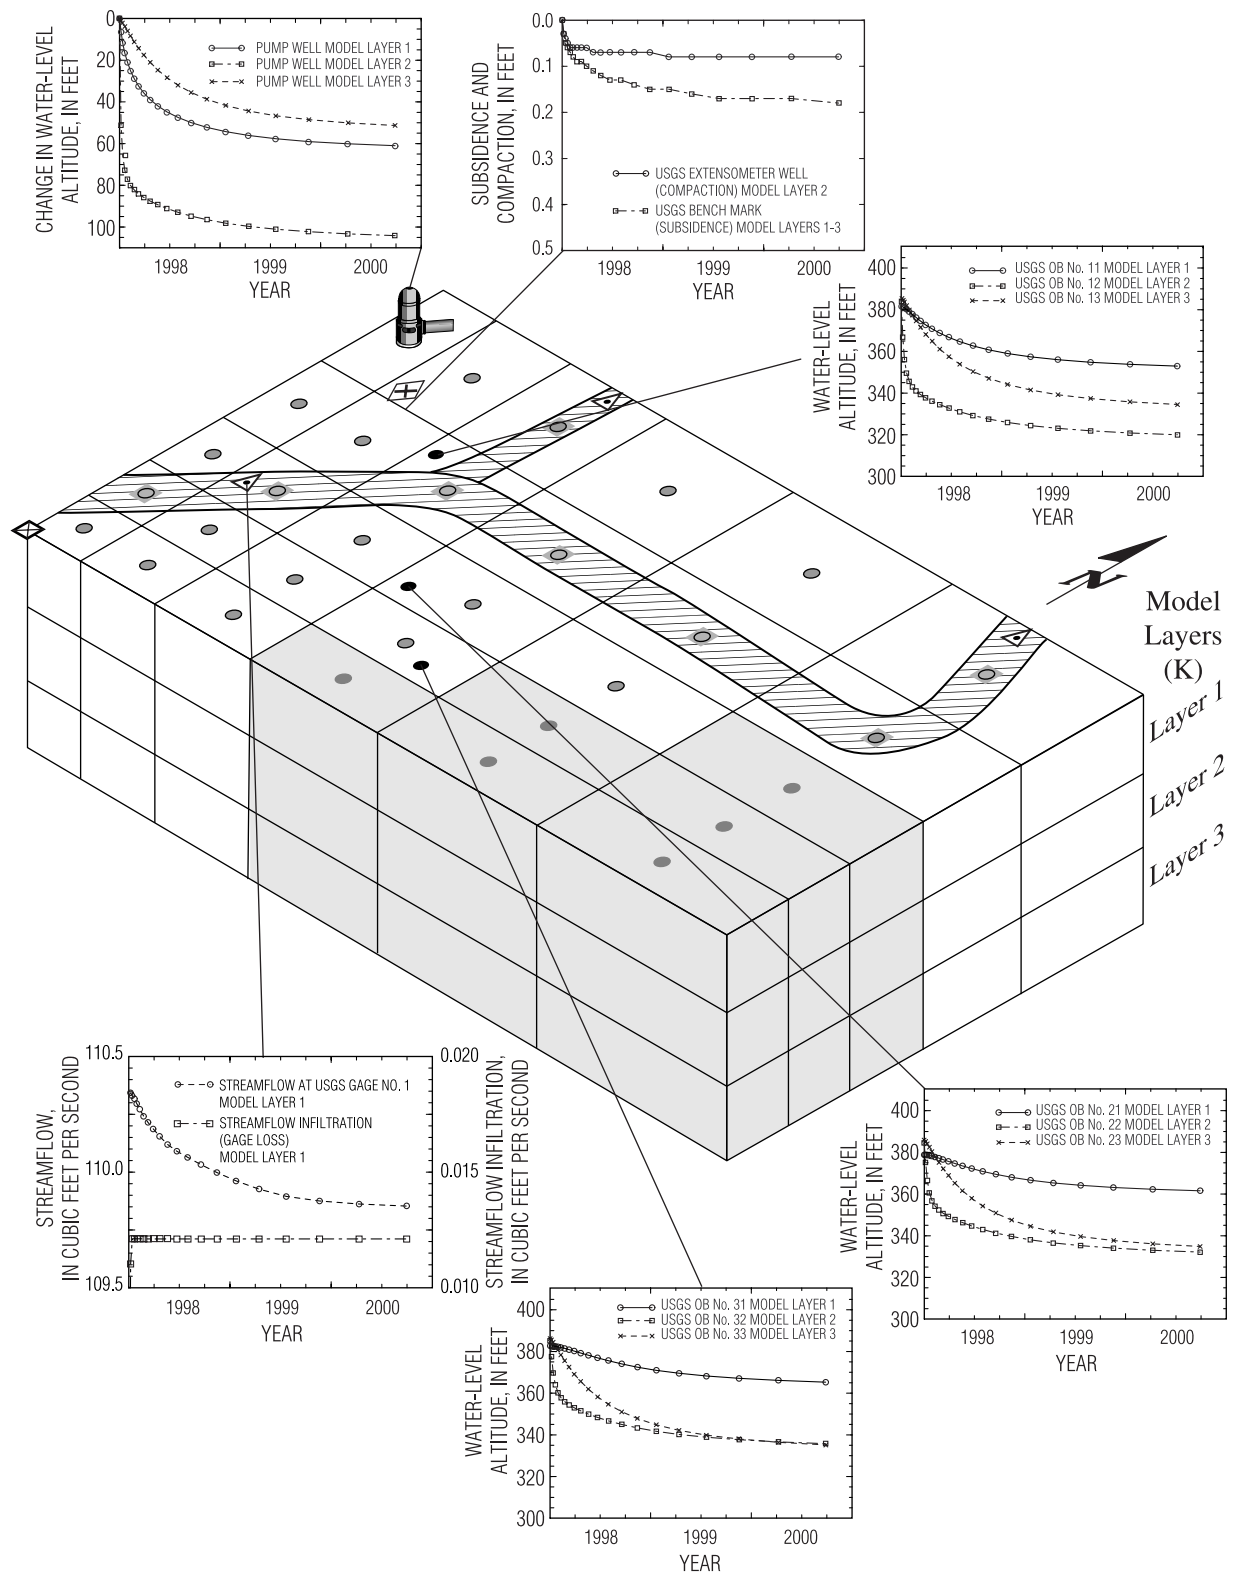 CHANGE IN WATER-LEVEL
ALTITUDE, IN FEET
0
20
40
60
80
100
PUMP WELL MODEL LAYER 1
PUMP WELL MODEL LAYER 2
PUMP WELL MODEL LAYER 3
1998 1999 2000
YEAR
SUBSIDENCE AND
COMPACTION, IN FEET
0.0
0.1
0.2
0.3
0.4
0.5
USGS EXTENSOMETER WELL
(COMPACTION) MODEL LAYER 2
USGS BENCH MARK
(SUBSIDENCE) MODEL LAYERS 1-3
1998 1999 2000
YEAR
WATER-LEVEL
ALTITUDE, IN FEET
400
380
360
340
320
300
USGS OB No. 11 MODEL LAYER 1
USGS OB No. 12 MODEL LAYER 2
USGS OB No. 13 MODEL LAYER 3
1998 1999 2000
YEAR
N
Model
Layers
(K)
Layer 1
Layer 2
Layer 3
STREAMFLOW,
IN CUBIC FEET PER SECOND
110.5
110.0
109.5
STREAMFLOW AT USGS GAGE NO. 1
MODEL LAYER 1
STREAMFLOW INFILTRATION
(GAGE LOSS)
MODEL LAYER 1
0.020
0.015
0.010
STREAMFLOW INFILTRATION,
IN CUBIC FEET PER SECOND
1998 1999 2000
YEAR
WATER-LEVEL
ALTITUDE, IN FEET
400
380
360
340
320
300
USGS OB No. 21 MODEL LAYER 1
USGS OB No. 22 MODEL LAYER 2
USGS OB No. 23 MODEL LAYER 3
1998 1999 2000
YEAR
WATER-LEVEL
ALTITUDE, IN FEET
400
380
360
340
320
300
USGS OB No. 31 MODEL LAYER 1
USGS OB No. 32 MODEL LAYER 2
USGS OB No. 33 MODEL LAYER 3
1998 1999 2000
YEAR